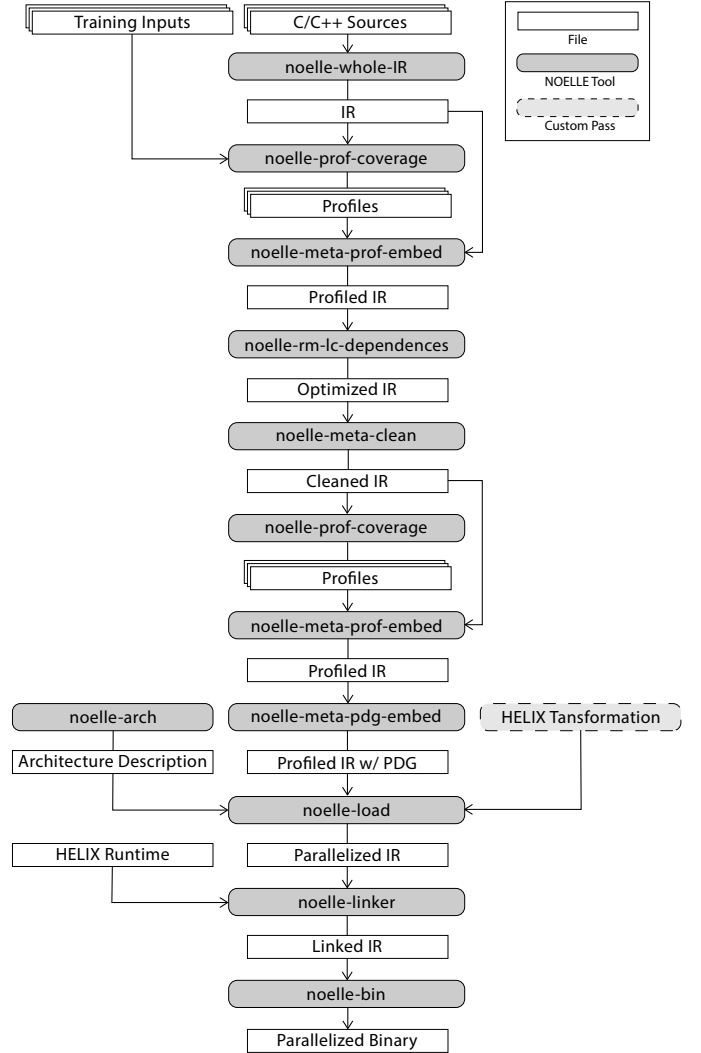 Training Inputs
C/C++ Sources
File
noelle-whole-IR
NOELLE Tool
IR
Custom Pass
noelle-prof-coverage
Profiles
noelle-meta-prof-embed
Profiled IR
noelle-rm-lc-dependences
Optimized IR
noelle-meta-clean
Cleaned IR
noelle-prof-coverage
Profiles
noelle-meta-prof-embed
Profiled IR
noelle-arch
noelle-meta-pdg-embed
HELIX Tansformation
Architecture Description
Profiled IR w/ PDG
noelle-load
HELIX Runtime
Parallelized IR
noelle-linker
Linked IR
noelle-bin
Parallelized Binary